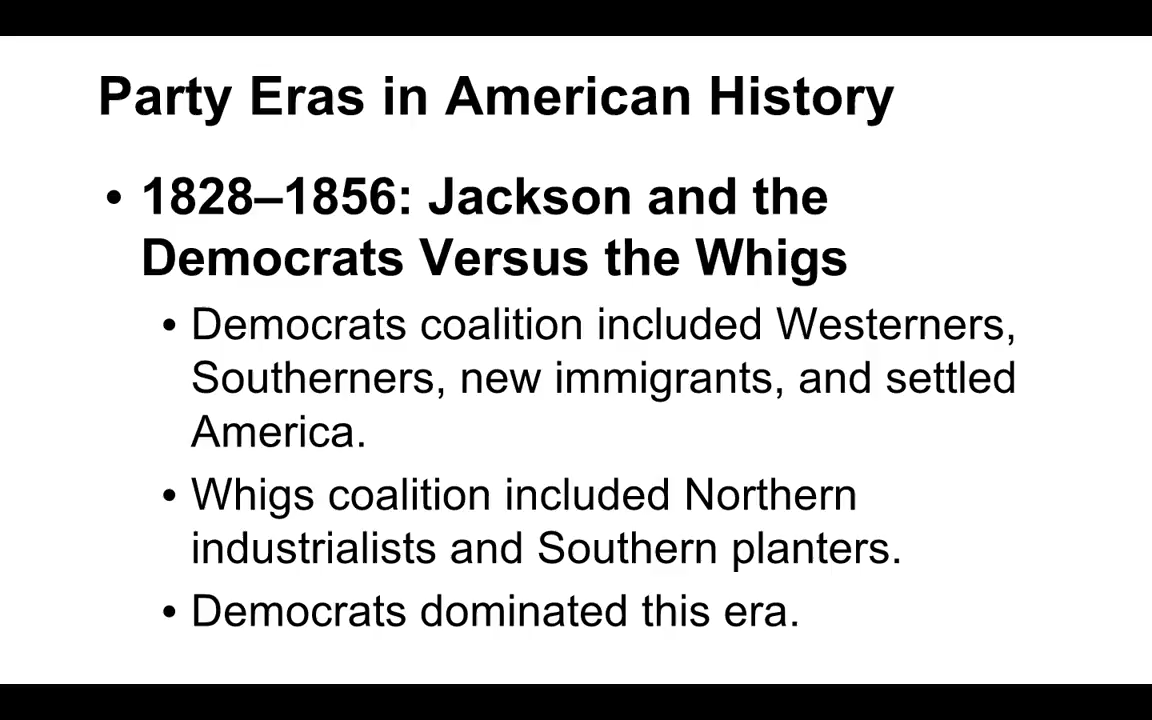 Party Eras in American History
• 1828–1856: Jackson and the
Democrats Versus the Whigs
• Democrats coalition included Westerners,
Southerners, new immigrants, and settled
America.
• Whigs coalition included Northern
industrialists and Southern planters.
• Democrats dominated this era.